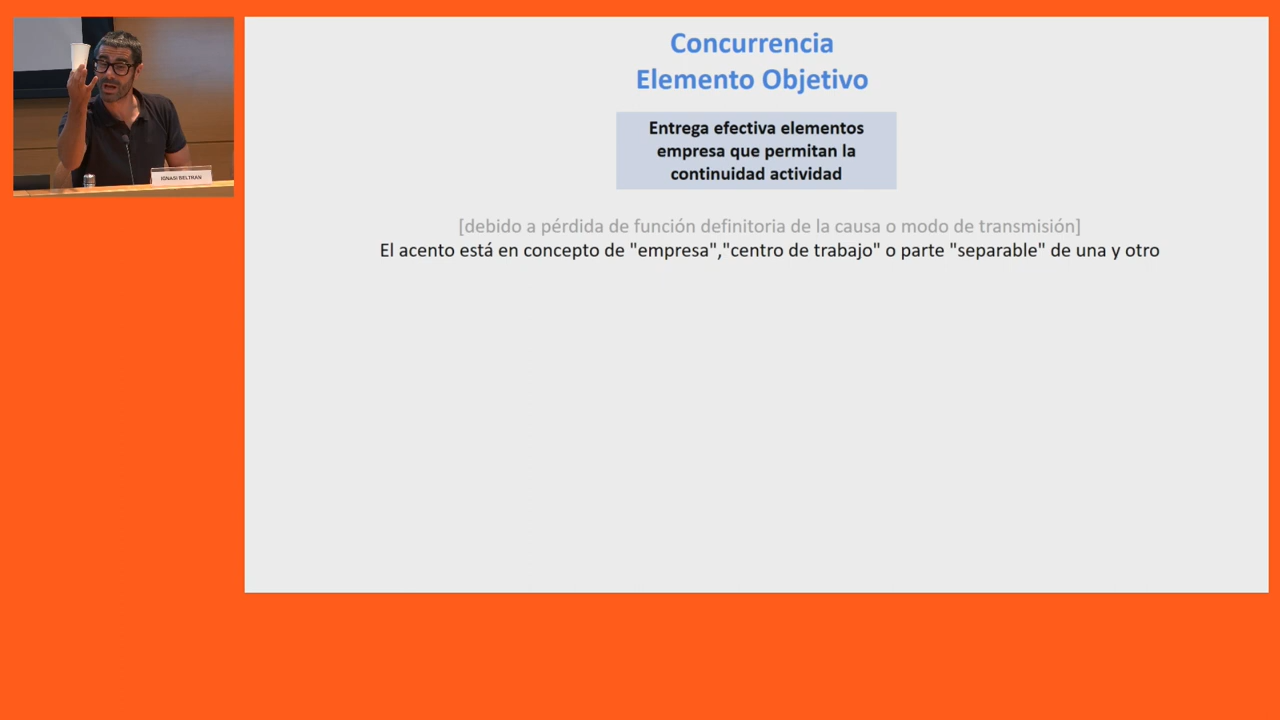 IGNASI BELTRAN
Concurrencia
Elemento Objetivo
Entrega efectiva elementos
empresa que permitan la
continuidad actividad
[debido a pérdida de función definitoria de la causa o modo de transmisión]
El acento está en concepto de "empresa","centro de trabajo" o parte "separable" de una y otro